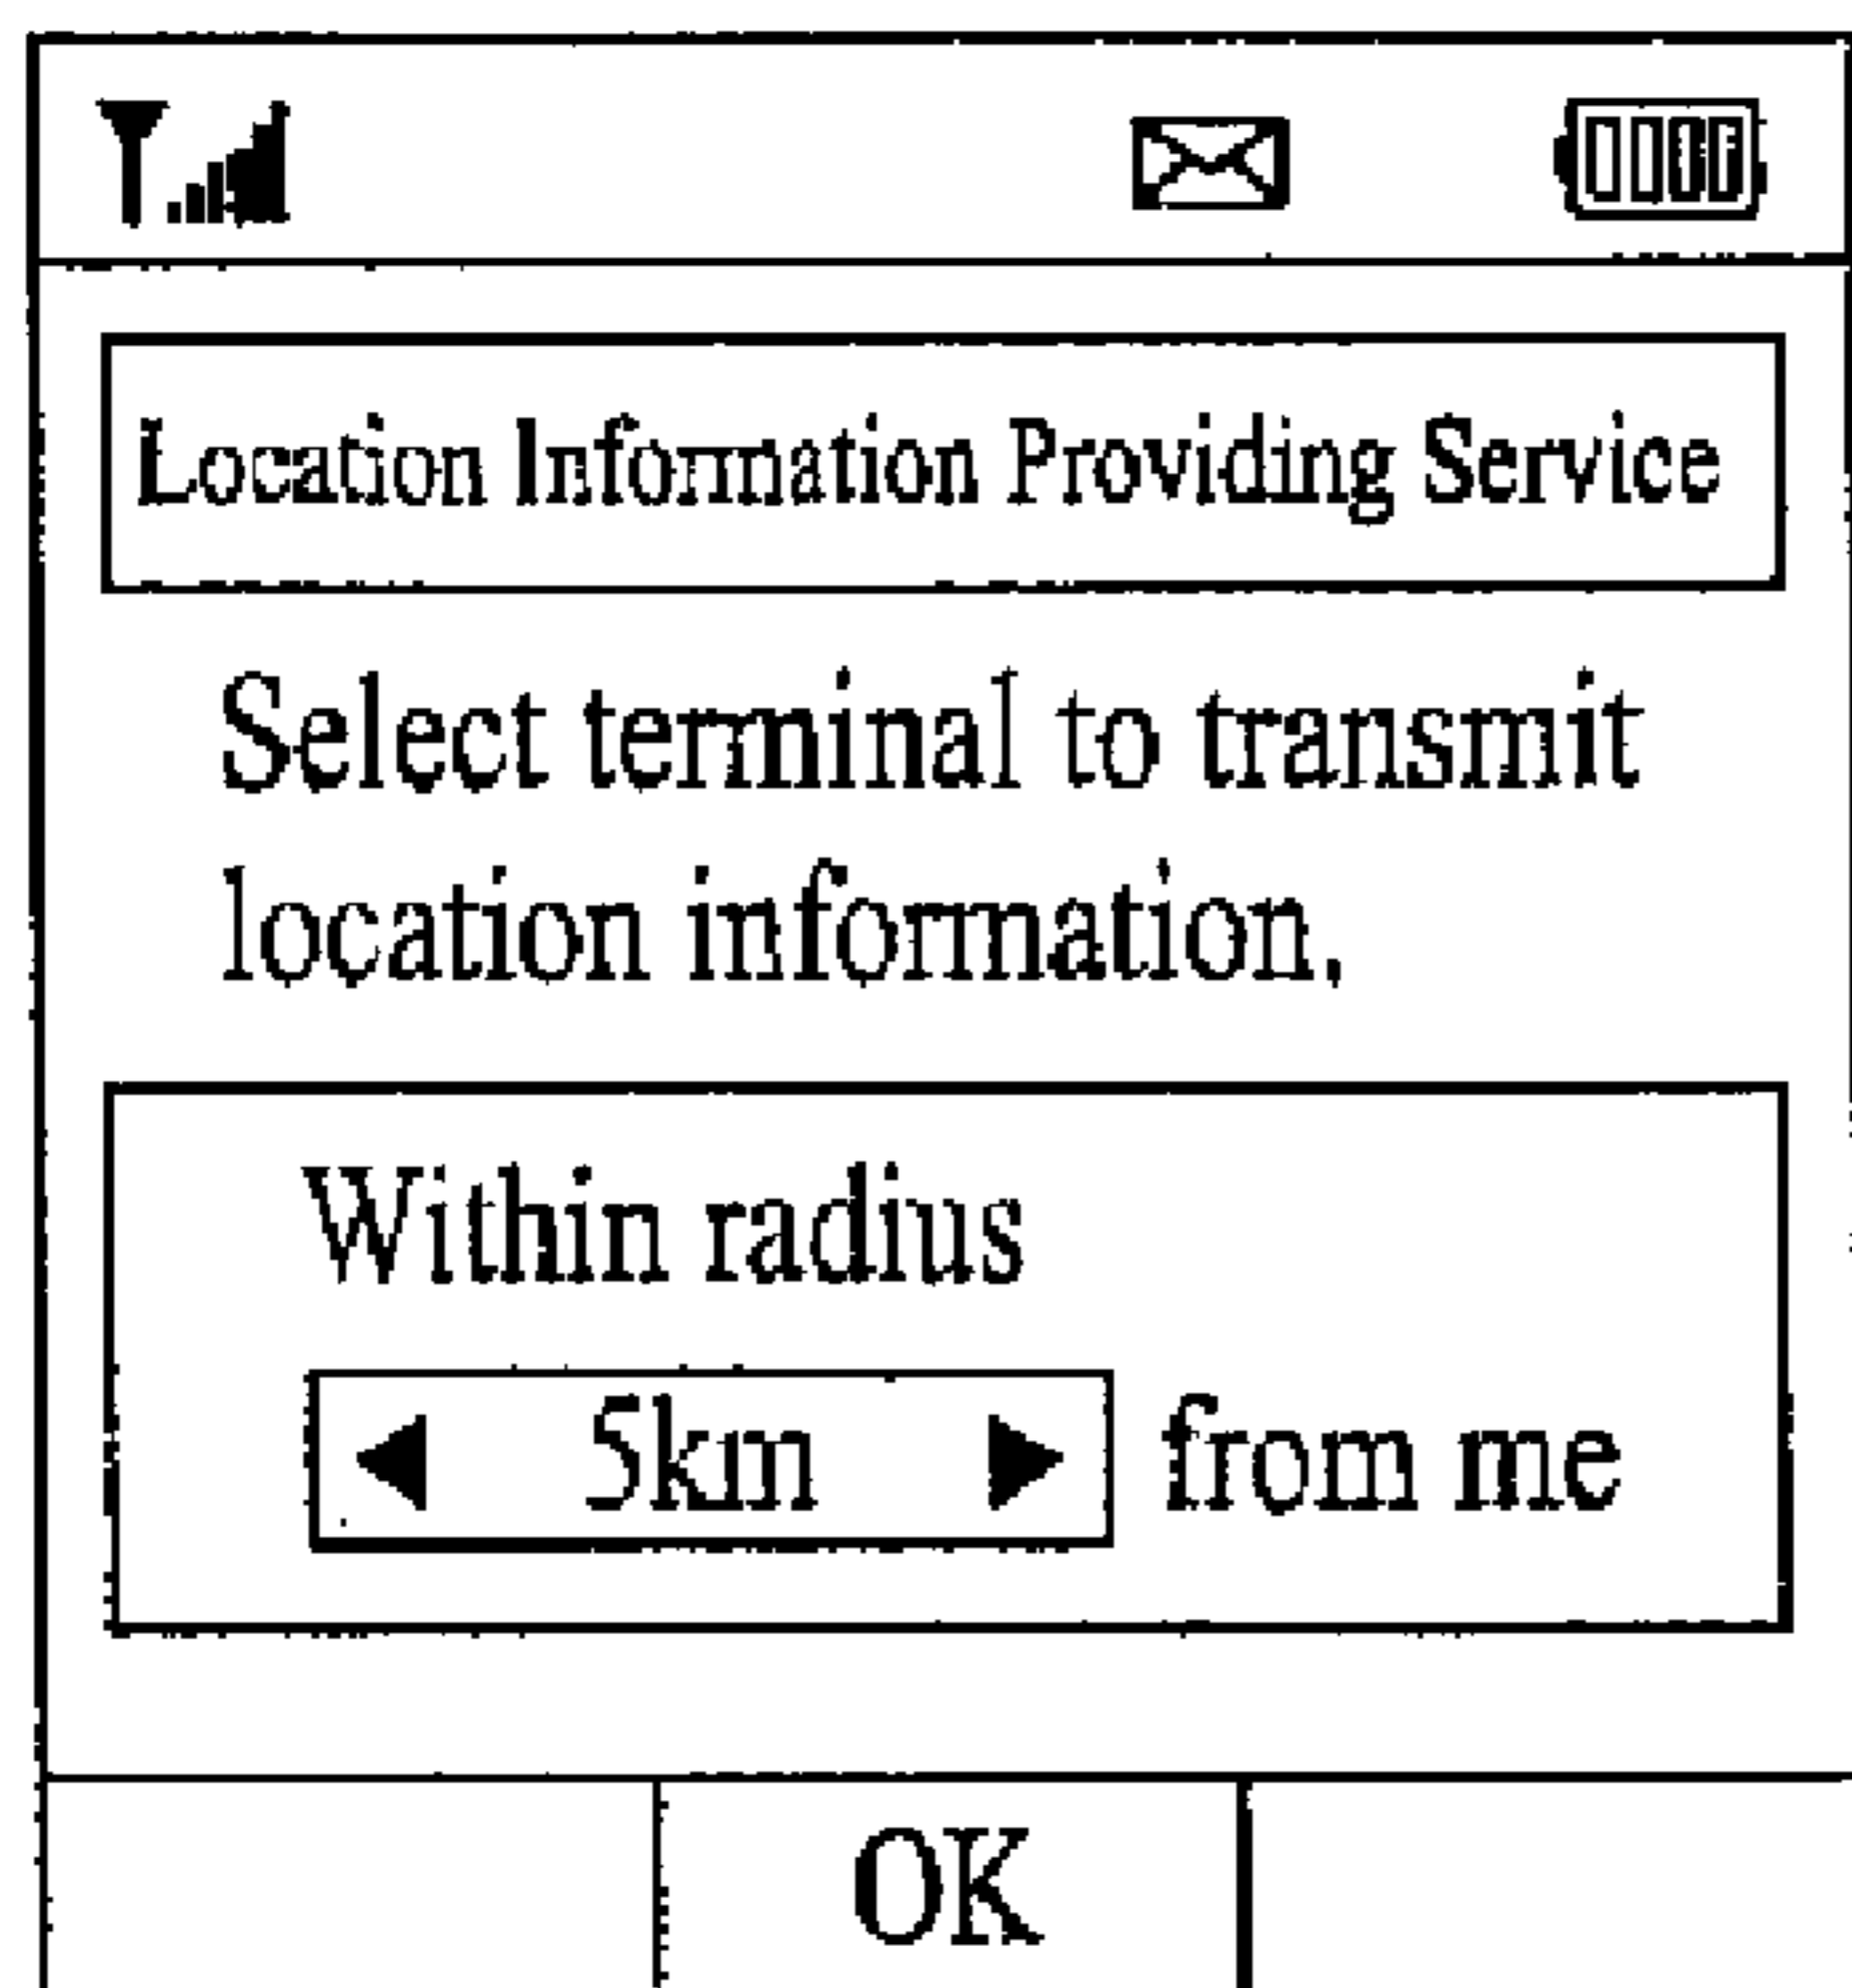 Location Information Providing Service
Select terminal to transmit
location information.
Within radius
5km from me
OK